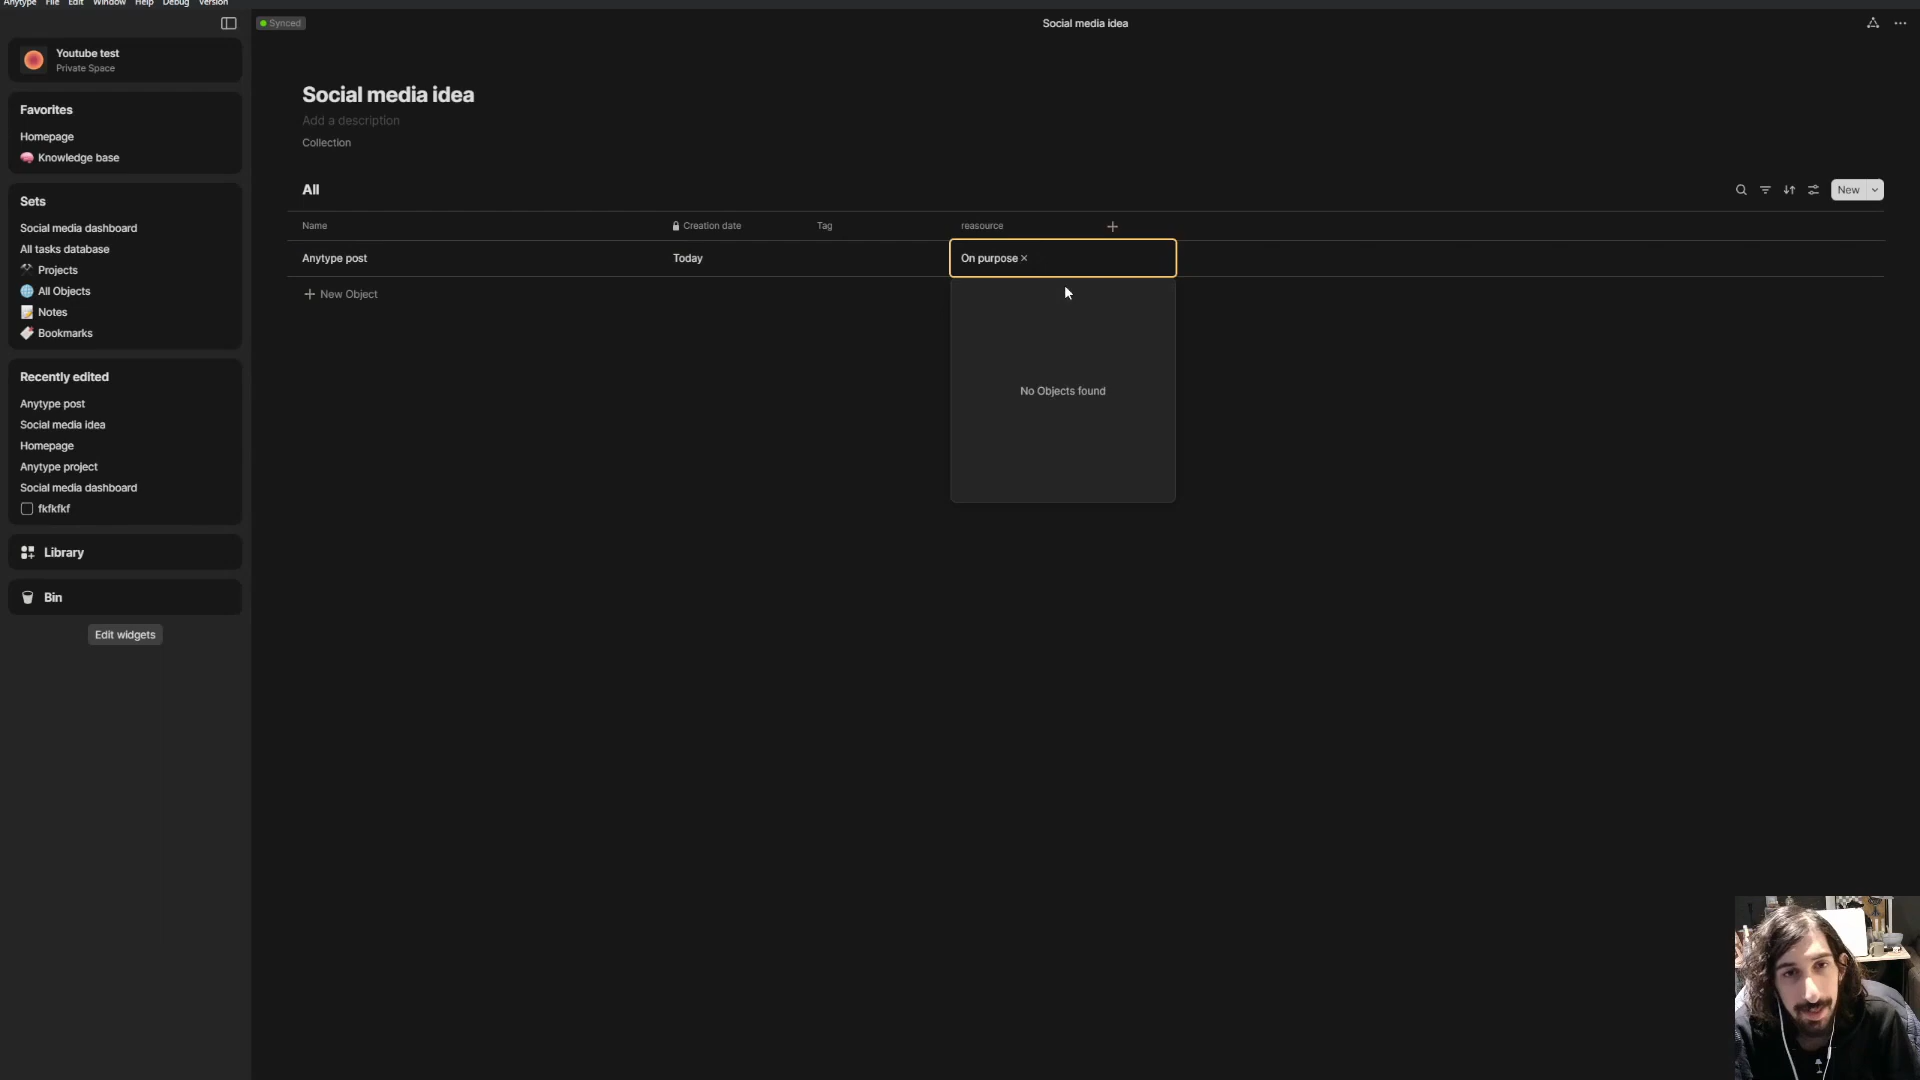 Anytype File Edit Window Help Debug Version
Synced
Social media idea
Youtube test
Private Space
Favorites
Homepage
Knowledge base
Sets
Social media dashboard
All tasks database
Projects
All Objects
Notes
Bookmarks
Recently edited
Anytype post
Social media idea
Homepage
Anytype project
Social media dashboard
fkfkfkf
Library
Bin
Edit widgets
Social media idea
Add a description
Collection
All
New
Name Creation date Tag reasource
Anytype post Today On purpose
New Object
No Objects found